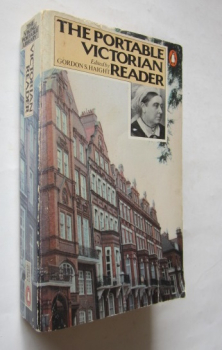 THE PORTABLE
VICTORIAN
Edited by
GORDON S. HAIGHT
READER